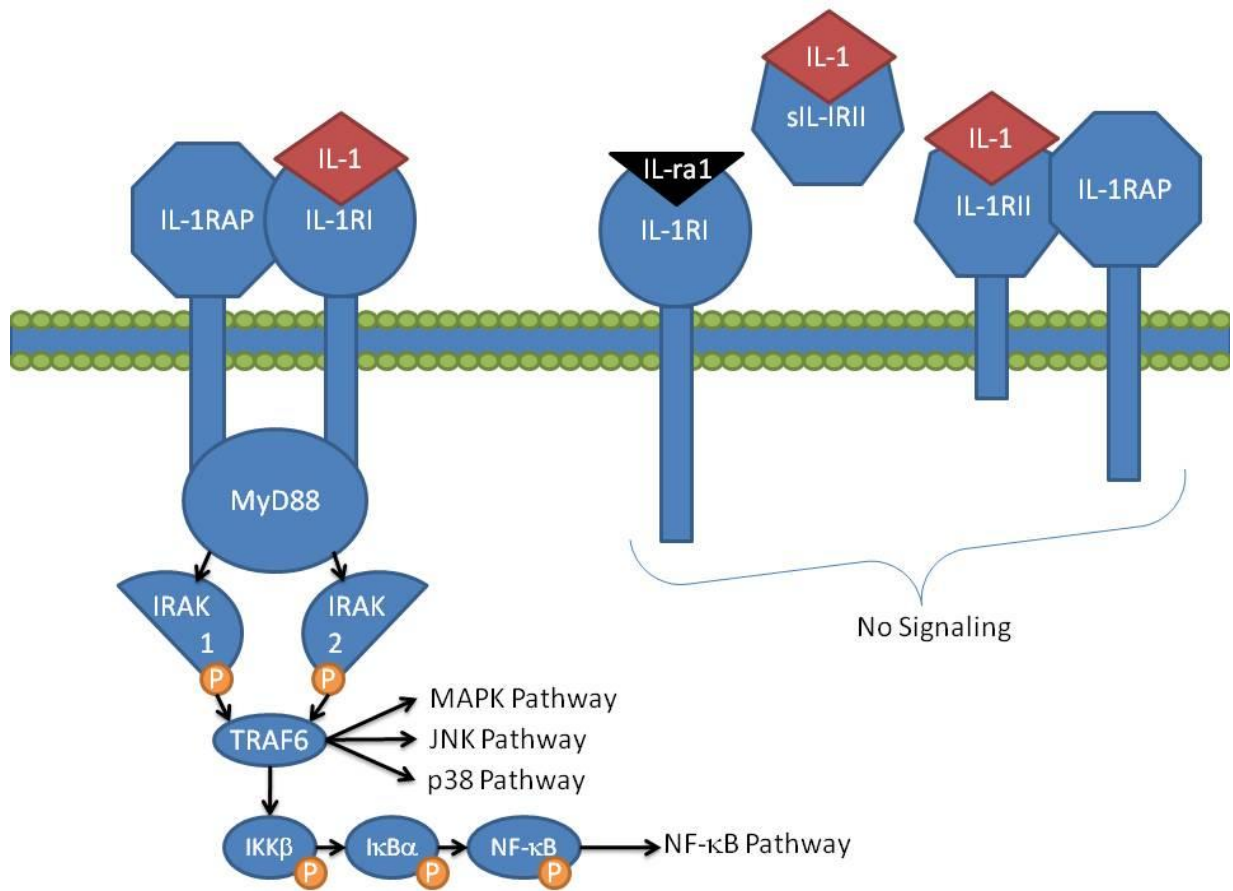 IL-1
sIL-IRII
IL-1
IL-1RAP
IL-1RI
IL-ra1
IL-1RI
IL-1
IL-1RII
IL-1RAP
MyD88
IRAK
1
P
IRAK
2
P
No Signaling
TRAF6
MAPK Pathway
JNK Pathway
p38 Pathway
IKKβ
P
IκBα
P
NF-κB
P
NF-κB Pathway